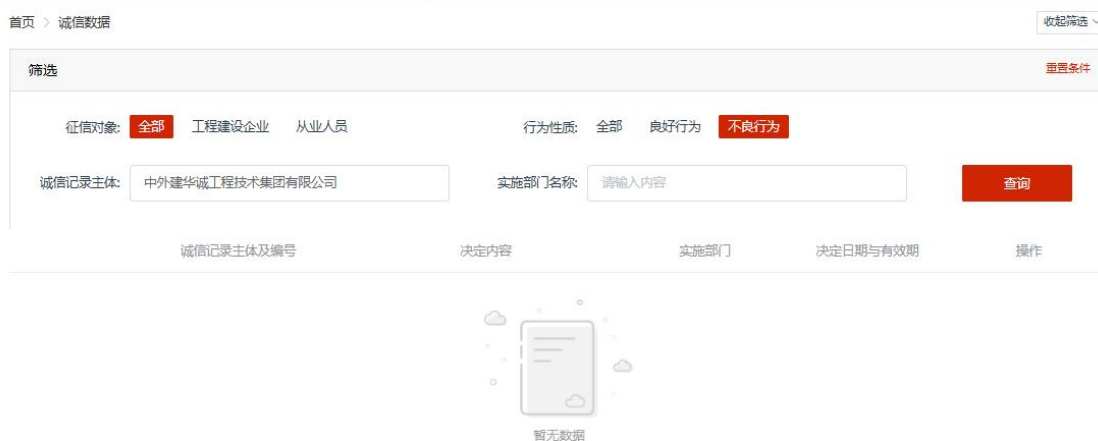 首页 > 诚信数据 收起筛选
筛选 重置条件
征信对象: 全部 工程建设企业 从业人员 行为性质: 全部 良好行为 不良行为
诚信记录主体: 中外建华诚工程技术集团有限公司 实施部门名称: 请输入内容 查询
诚信记录主体及编号 决定内容 实施部门 决定日期与有效期 操作
暂无数据